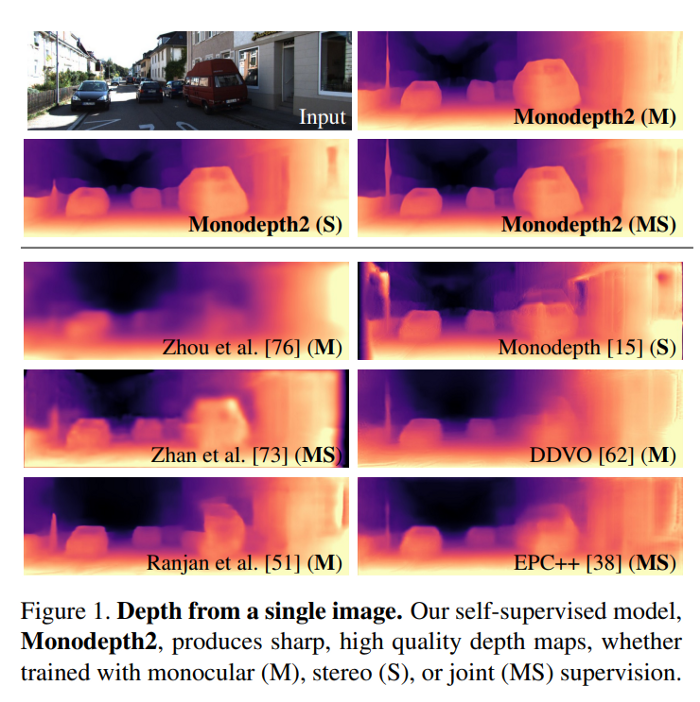 Input
Monodepth2 (M)
Monodepth2 (S)
Monodepth2 (MS)
Zhou et al. [76] (M)
Monodepth [15] (S)
Zhan et al. [73] (MS)
DDVO [62] (M)
Ranjan et al. [51] (M)
EPC++ [38] (MS)
Figure 1. Depth from a single image. Our self-supervised model,
Monodepth2, produces sharp, high quality depth maps, whether
trained with monocular (M), stereo (S), or joint (MS) supervision.